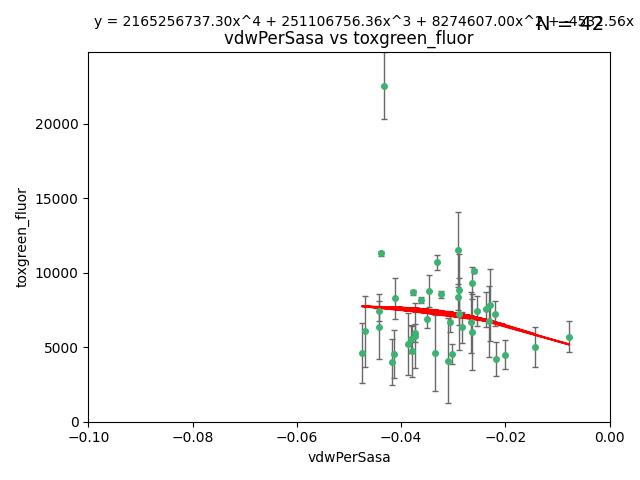 y = 2165256737.30x^4 + 251106756.36x^3 + 8274607.00x^2 + -4532.56x
N = 42
vdwPerSasa vs toxgreen_fluor
20000
15000
10000
5000
0
toxgreen_fluor
−0.10 −0.08 −0.06 −0.04 −0.02 0.00
vdwPerSasa